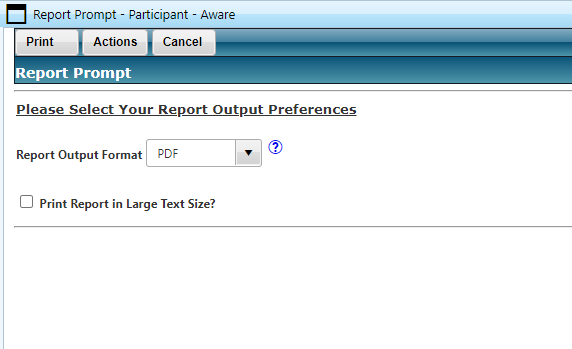 Report Prompt - Participant - Aware
Print Actions Cancel
Report Prompt
Please Select Your Report Output Preferences
Report Output Format PDF ?
Print Report in Large Text Size?